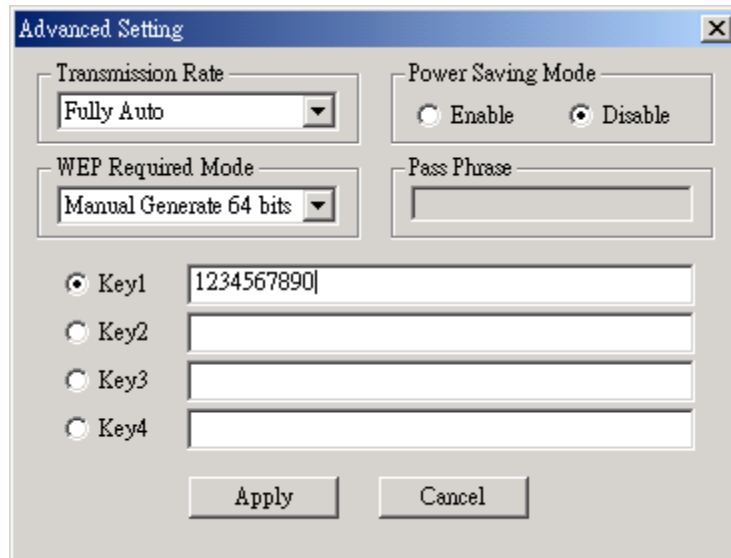 Advanced Setting
Transmission Rate
Fully Auto
Power Saving Mode
Enable
Disable
WEP Required Mode
Manual Generate 64 bits
Pass Phrase
Key1
1234567890
Key2
Key3
Key4
Apply
Cancel